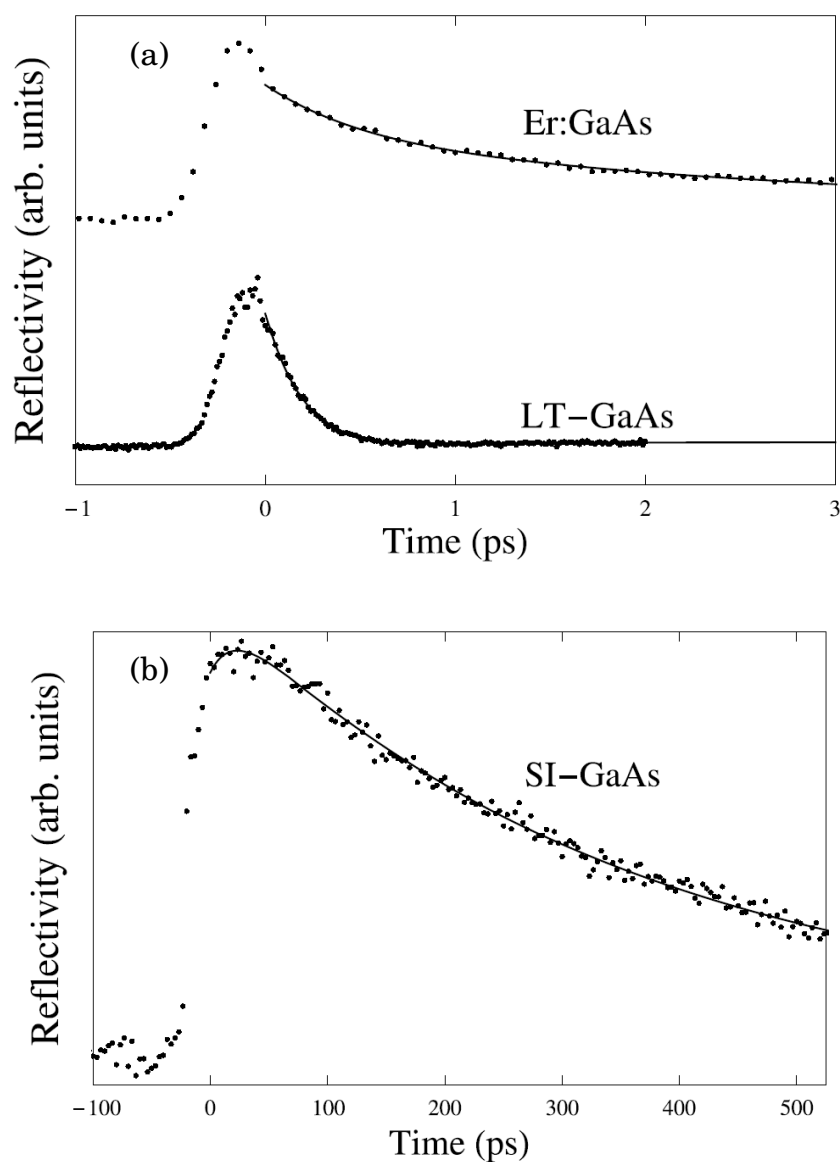 (a)
Er:GaAs
Reflectivity (arb. units)
LT−GaAs
−1 0 1 2 3
Time (ps)
(b)
SI−GaAs
Reflectivity (arb. units)
−100 0 100 200 300 400 500
Time (ps)